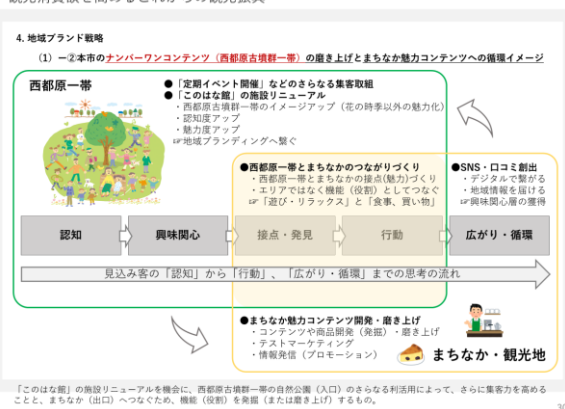 観光消費額を高めるこれからの観光振興
4. 地域ブランド戦略
（1）ー②本市のナンバーワンコンテンツ（西都原古墳群一帯）の磨き上げとまちなか魅力コンテンツへの循環イメージ
西都原一帯
●「定期イベント開催」などのさらなる集客取組
●「このはな館」の施設リニューアル
・西都原古墳群一帯のイメージアップ（花の時季以外の魅力化）
・認知度アップ
・魅力度アップ
☞地域ブランディングへ繋ぐ
●西都原一帯とまちなかのつながりづくり
・西都原一帯とまちなかの接点(魅力)づくり
・エリアではなく機能（役割）としてつなぐ
☞「遊び・リラックス」と「食事、買い物」
●SNS・口コミ創出
・デジタルで繋がる
・地域情報を届ける
☞興味関心層の獲得
認知
興味関心
接点・発見
行動
広がり・循環
見込み客の「認知」から「行動」、「広がり・循環」までの思考の流れ
●まちなか魅力コンテンツ開発・磨き上げ
・コンテンツや商品開発（発掘）・磨き上げ
・テストマーケティング
・情報発信（プロモーション）
まちなか・観光地
「このはな館」の施設リニューアルを機会に、西都原古墳群一帯の自然公園（入口）のさらなる利活用によって、さらに集客力を高める
ことと、まちなか（出口）へつなぐため、機能（役割）を発掘（または磨き上げ）するもの。